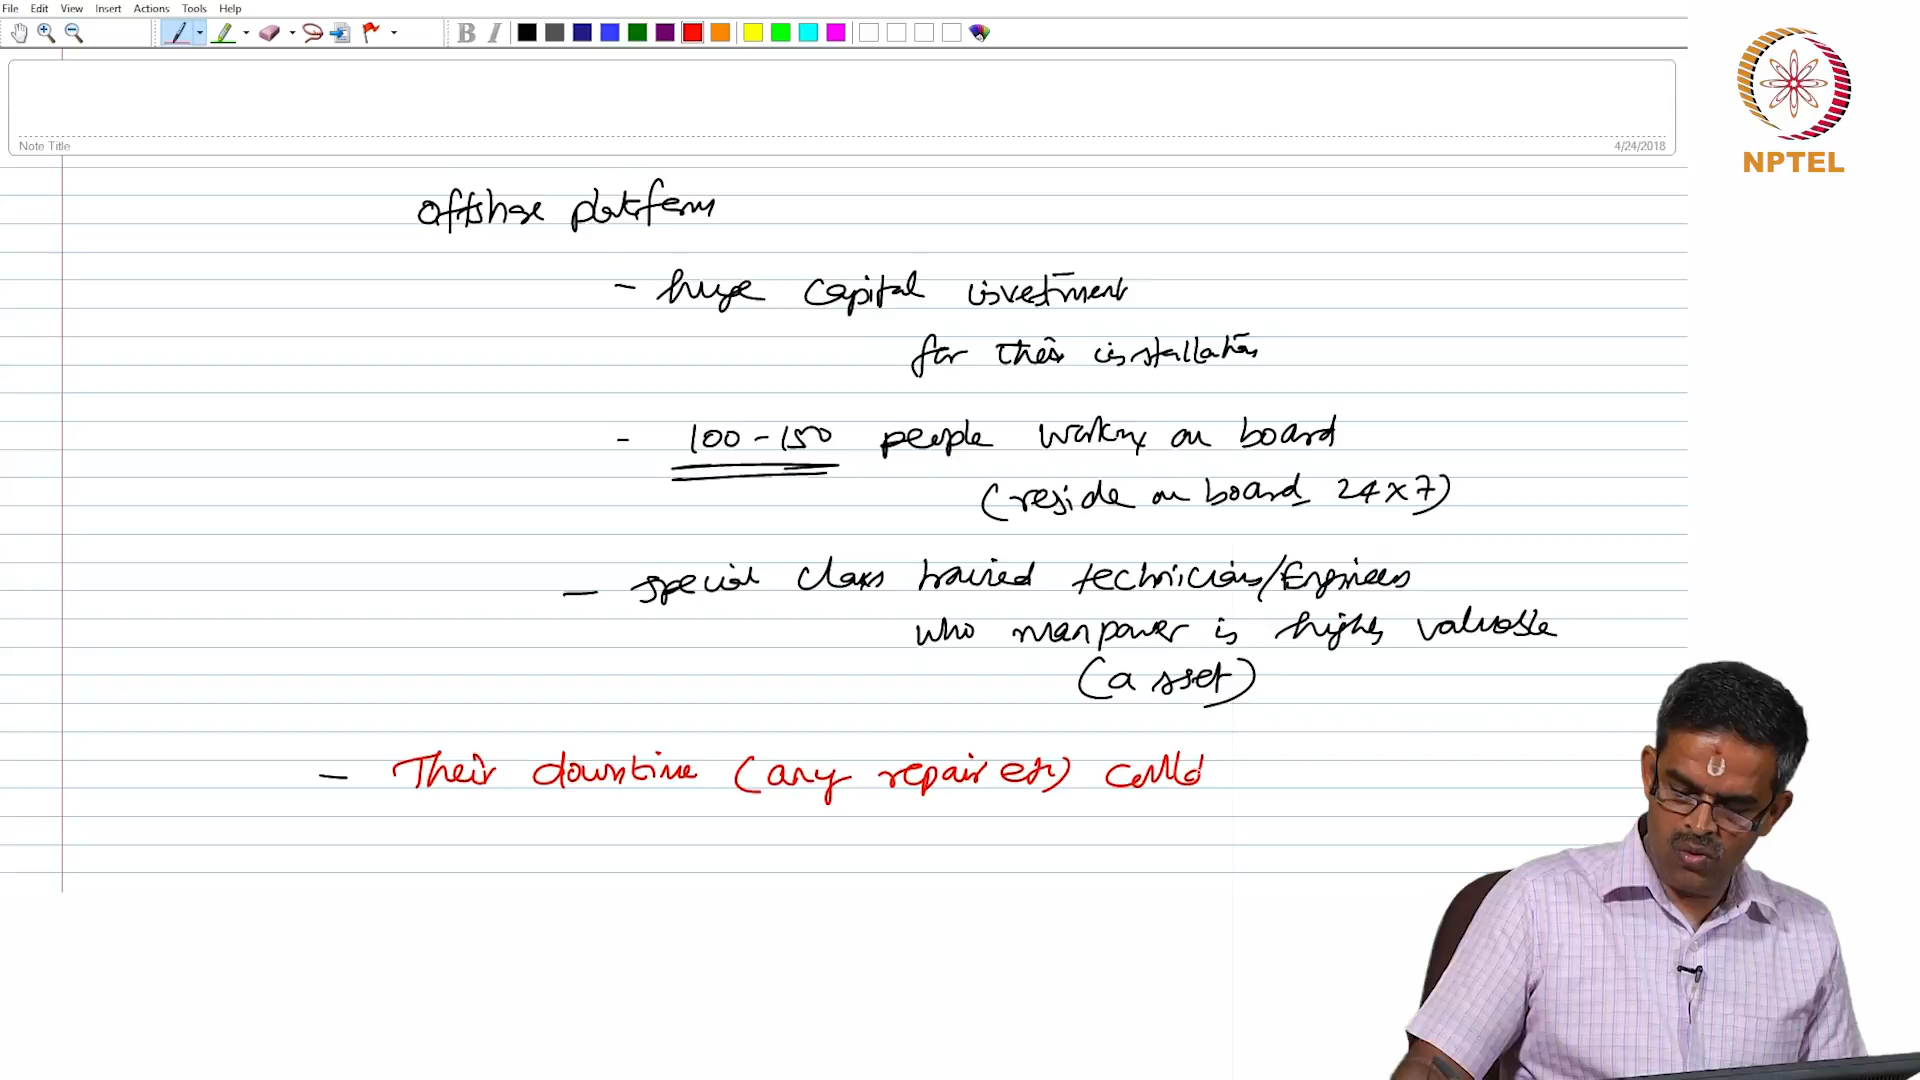 File Edit View Insert Actions Tools Help
B I
Note Title
4/24/2018
NPTEL
offshore platform
- huge capital investment
for their installation
- 100-150 people working on board
(reside on board 24x7)
- special class trained technicians/Engineers
who manpower is highly valuable
(asset)
- Their downtime (any repair etc) could